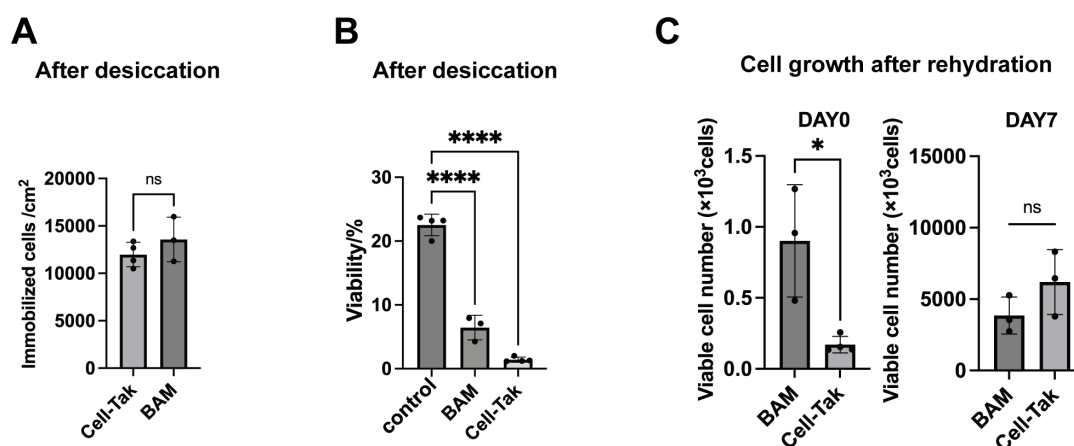 A
After desiccation
Immobilized cells /cm²
20000
15000
10000
5000
0
ns
Cell-Tak
BAM
B
After desiccation
Viability/%
30
20
10
0
****
****
control
BAM
Cell-Tak
C
Cell growth after rehydration
DAY0
Viable cell number (×10³cells)
1.5
1.0
0.5
0.0
*
BAM
Cell-Tak
DAY7
Viable cell number (×10³cells)
15000
10000
5000
0
ns
BAM
Cell-Tak